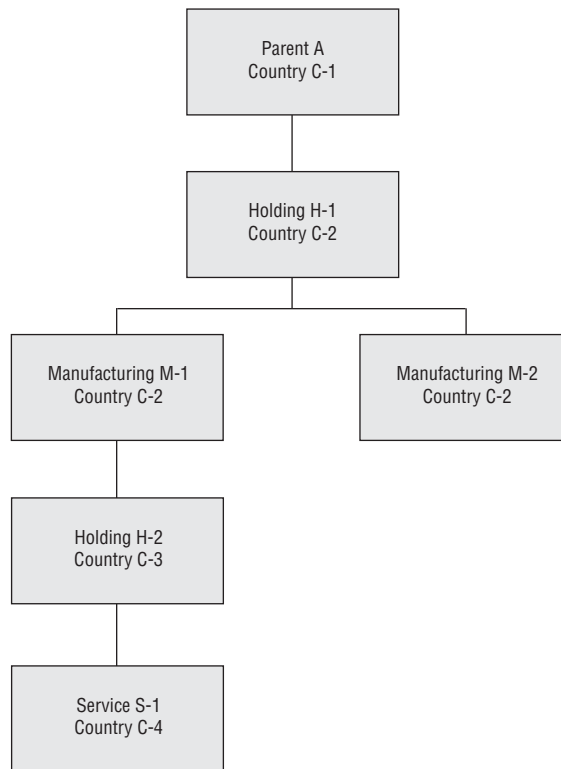 Parent A
Country C-1
Holding H-1
Country C-2
Manufacturing M-1
Country C-2
Manufacturing M-2
Country C-2
Holding H-2
Country C-3
Service S-1
Country C-4